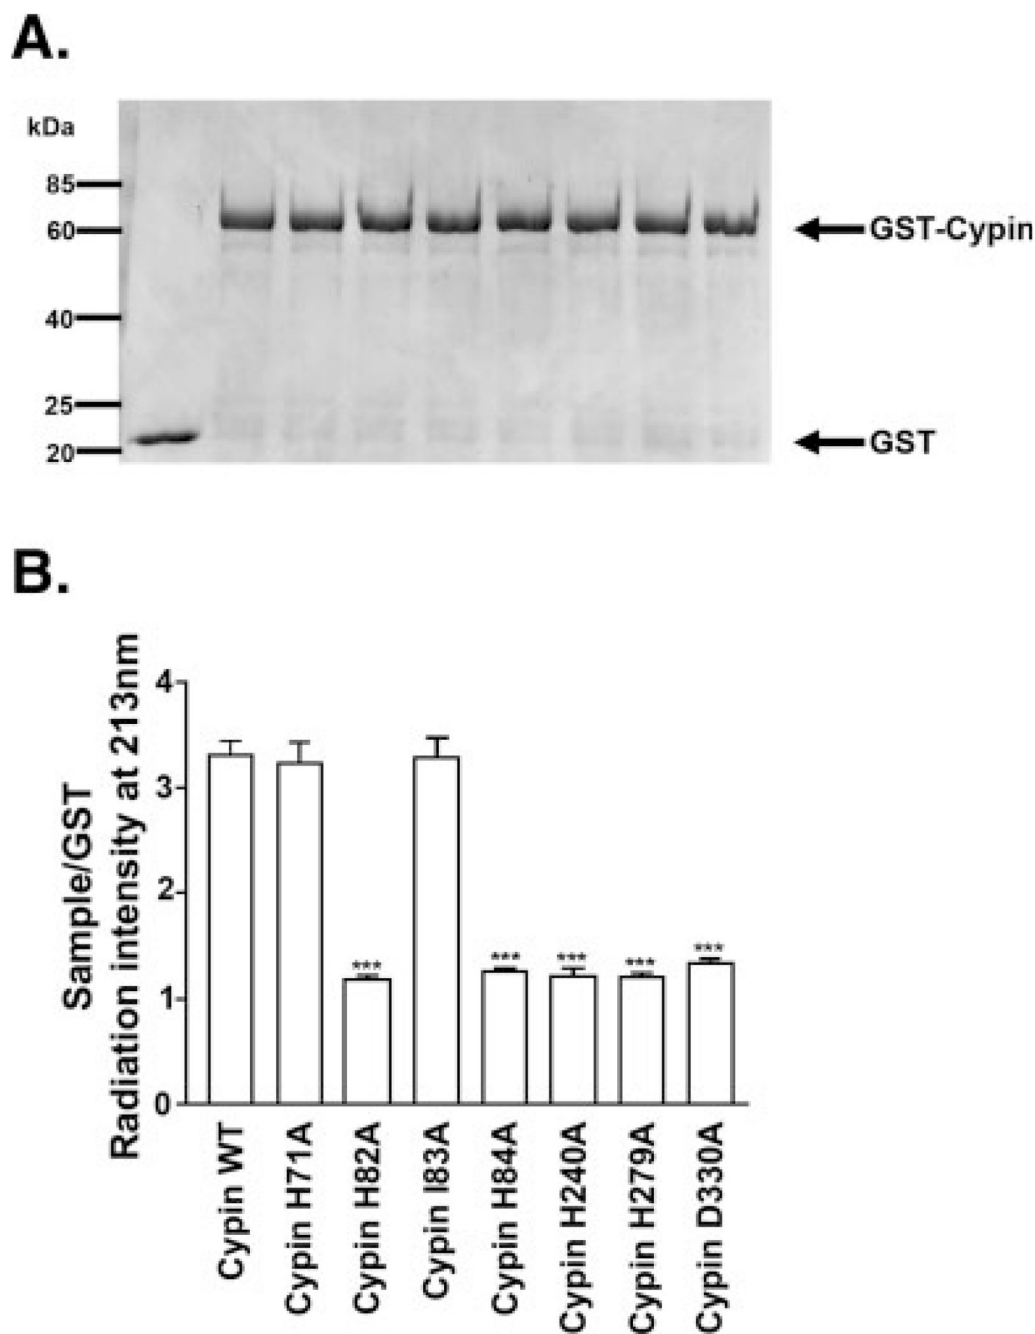 A.
kDa
85
60
GST-Cypin
40
25
20
GST
B.
Sample/GST
Radiation intensity at 213nm
4
3
2
1
0
***
***
***
***
***
Cypin WT
Cypin H71A
Cypin H82A
Cypin I83A
Cypin H84A
Cypin H240A
Cypin H279A
Cypin D330A